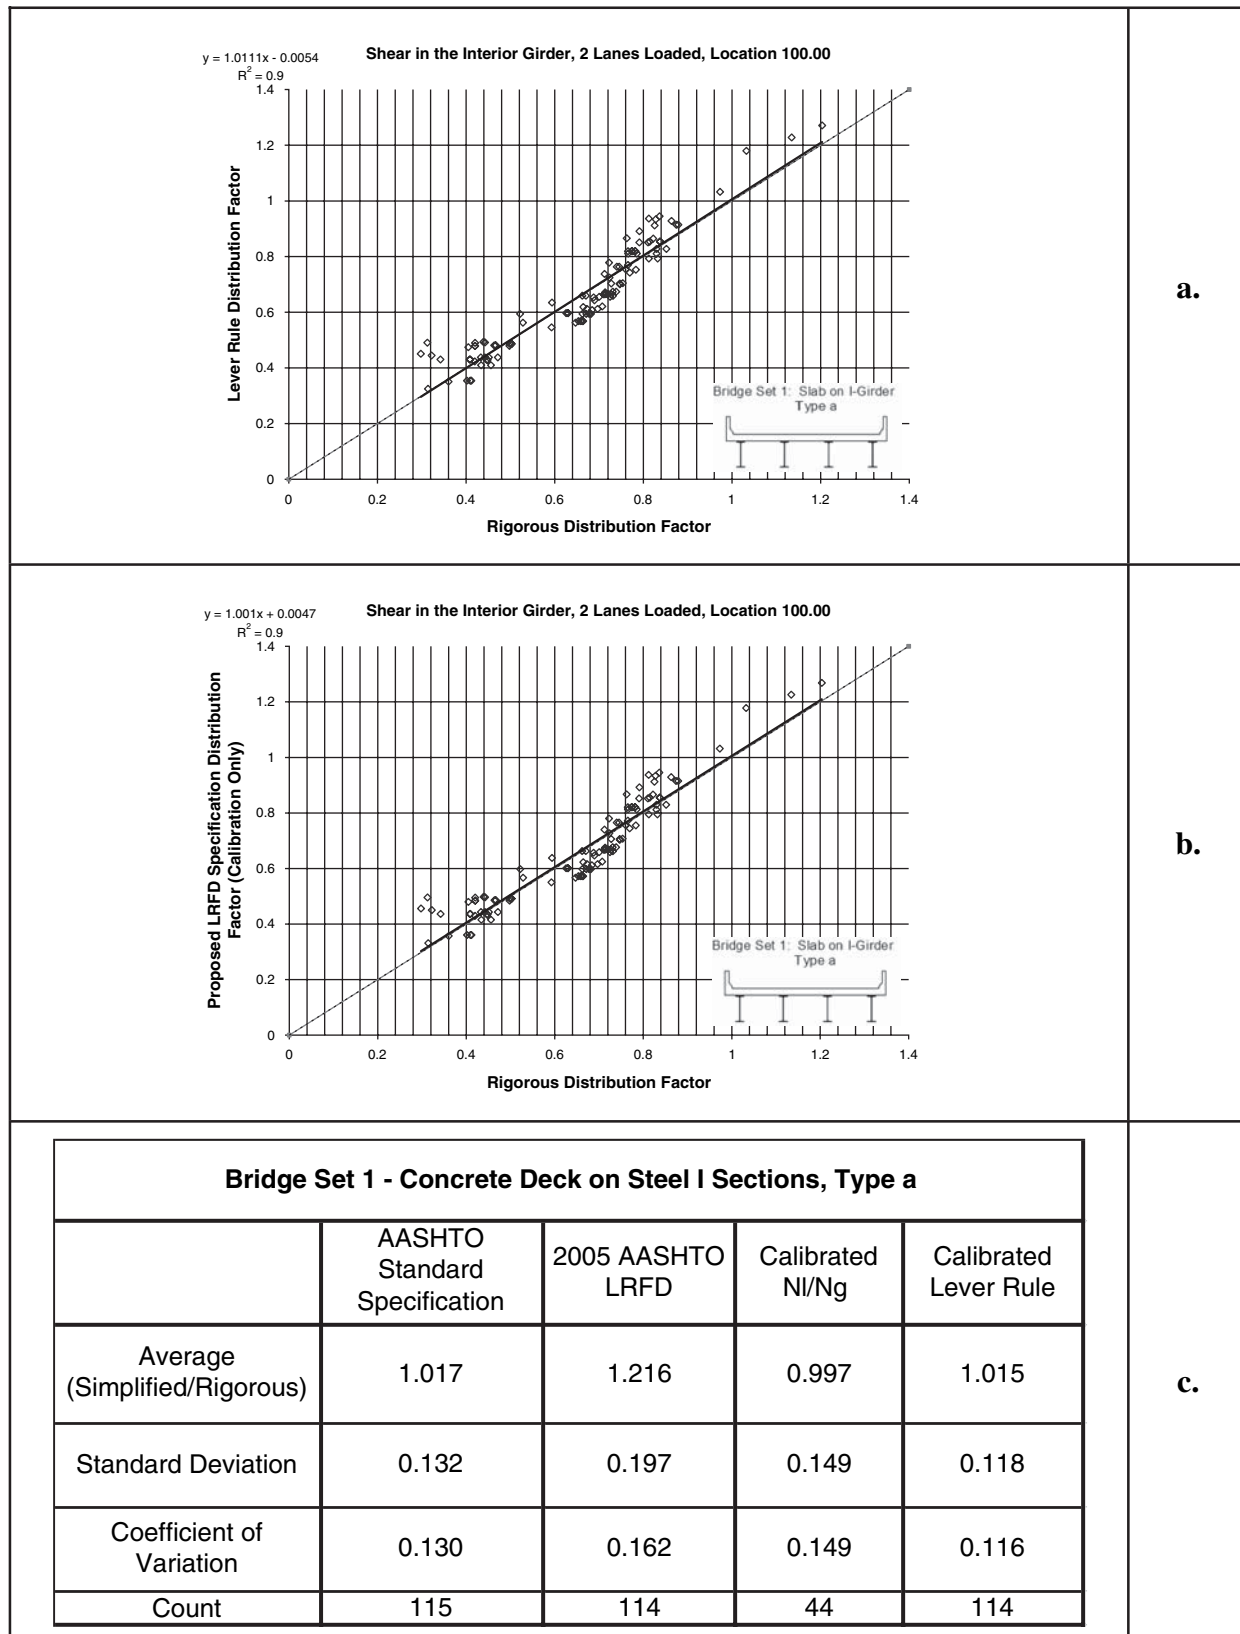 y = 1.0111x - 0.0054
R2 = 0.9
Shear in the Interior Girder, 2 Lanes Loaded, Location 100.00
Lever Rule Distribution Factor
1.4
1.2
1
0.8
0.6
0.4
0.2
0
0 0.2 0.4 0.6 0.8 1 1.2 1.4
Rigorous Distribution Factor
Bridge Set 1: Slab on I-Girder
Type a
a.
y = 1.001x + 0.0047
R2 = 0.9
Shear in the Interior Girder, 2 Lanes Loaded, Location 100.00
Proposed LRFD Specification Distribution
Factor (Calibration Only)
1.4
1.2
1
0.8
0.6
0.4
0.2
0
0 0.2 0.4 0.6 0.8 1 1.2 1.4
Rigorous Distribution Factor
Bridge Set 1: Slab on I-Girder
Type a
b.
Bridge Set 1 - Concrete Deck on Steel I Sections, Type a
AASHTO
Standard
Specification
2005 AASHTO
LRFD
Calibrated
Nl/Ng
Calibrated
Lever Rule
Average
(Simplified/Rigorous)
1.017 1.216 0.997 1.015
Standard Deviation 0.132 0.197 0.149 0.118
Coefficient of
Variation
0.130 0.162 0.149 0.116
Count 115 114 44 114
c.